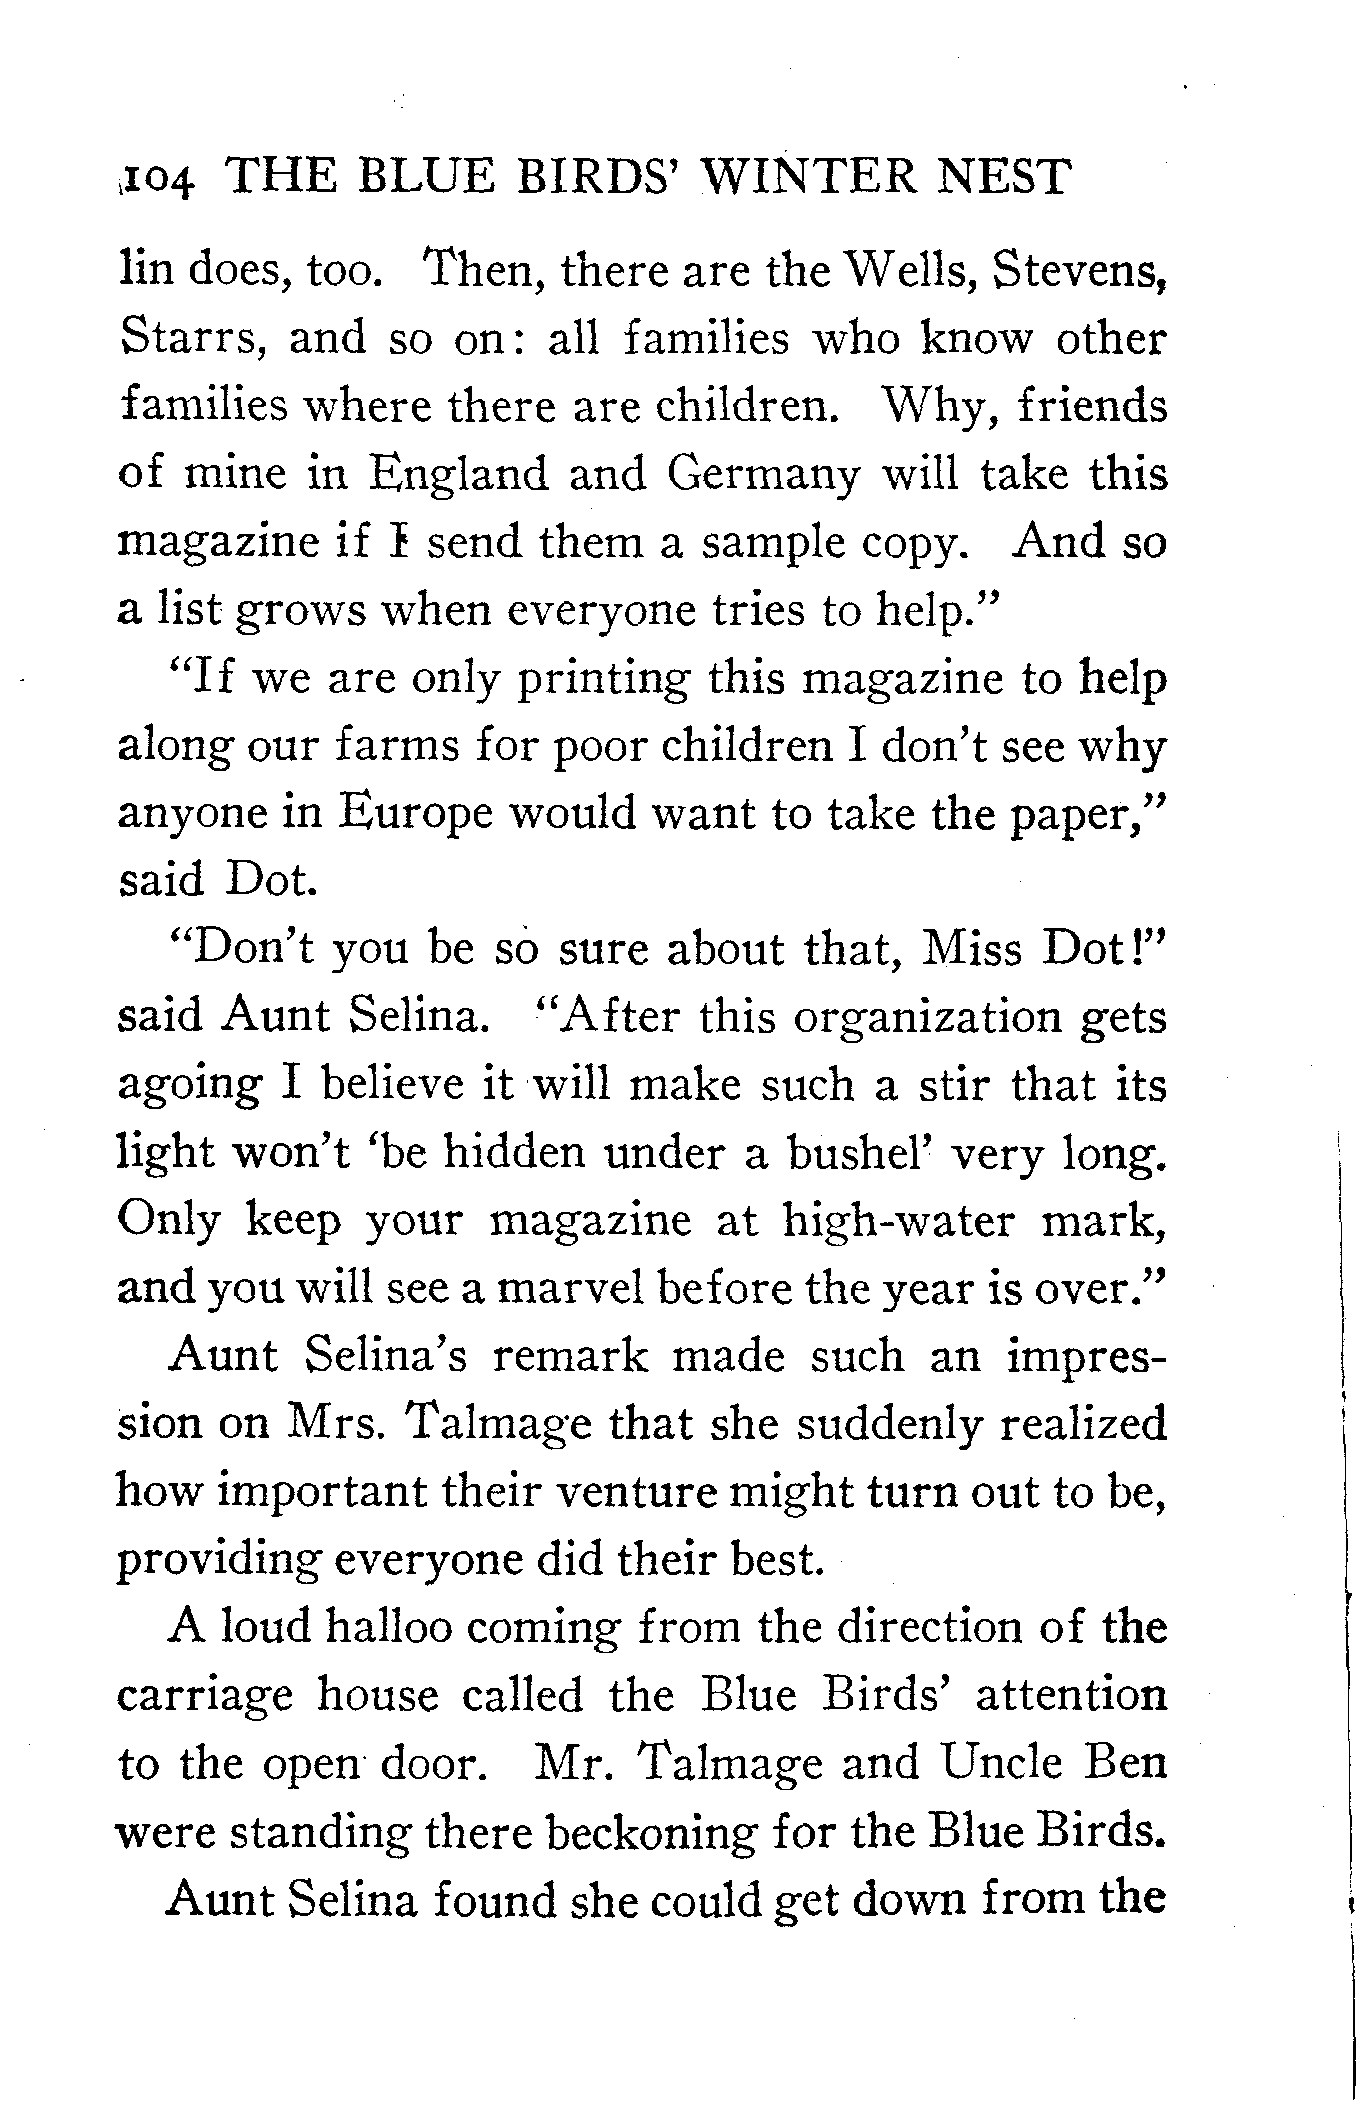 104 THE BLUE BIRDS' WINTER NEST
lin does, too. Then, there are the Wells, Stevens,
Starrs, and so on: all families who know other
families where there are children. Why, friends
of mine in England and Germany will take this
magazine if I send them a sample copy. And so
a list grows when everyone tries to help."
"If we are only printing this magazine to help
along our farms for poor children I don't see why
anyone in Europe would want to take the paper,"
said Dot.
"Don't you be so sure about that, Miss Dot!"
said Aunt Selina. "After this organization gets
agoing I believe it will make such a stir that its
light won't 'be hidden under a bushel' very long.
Only keep your magazine at high-water mark,
and you will see a marvel before the year is over."
Aunt Selina's remark made such an impres-
sion on Mrs. Talmage that she suddenly realized
how important their venture might turn out to be,
providing everyone did their best.
A loud halloo coming from the direction of the
carriage house called the Blue Birds' attention
to the open door. Mr. Talmage and Uncle Ben
were standing there beckoning for the Blue Birds.
Aunt Selina found she could get down from the